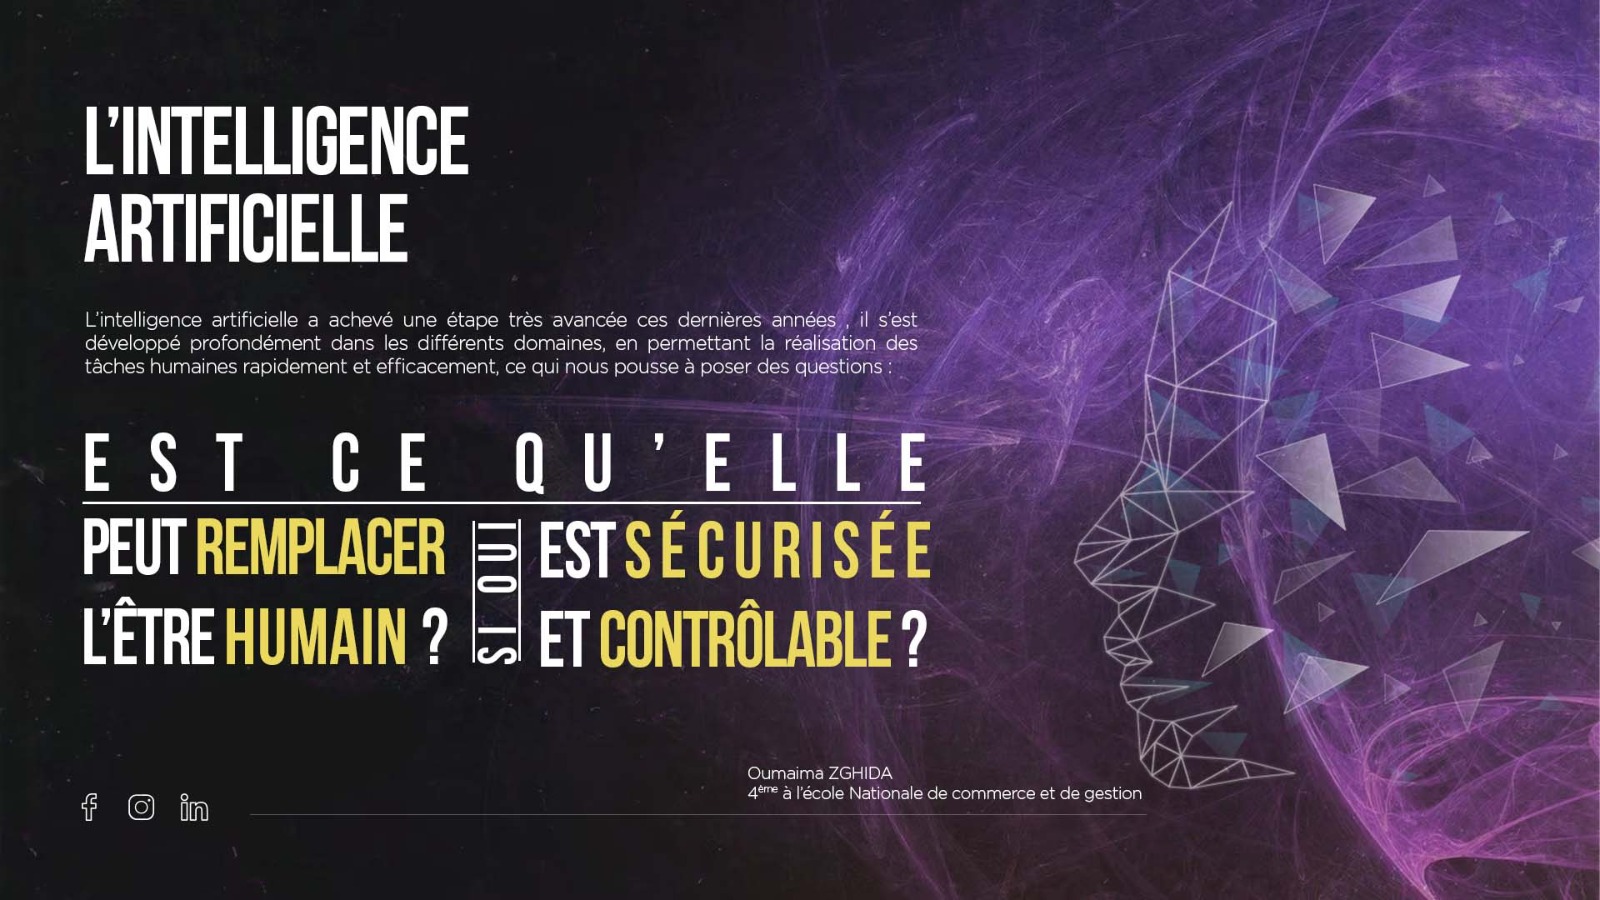 L'INTELLIGENCE
ARTIFICIELLE
L'intelligence artificielle a achevé une étape très avancée ces dernières années , il s'est
développé profondément dans les différents domaines, en permettant la réalisation des
tâches humaines rapidement et efficacement, ce qui nous pousse à poser des questions :
EST CE QU'ELLE
PEUT REMPLACER
L'ÊTRE HUMAIN ?
SI OUI
EST SÉCURISÉE
ET CONTRÔLABLE ?
Oumaima ZGHIDA
4ème à l'école Nationale de commerce et de gestion